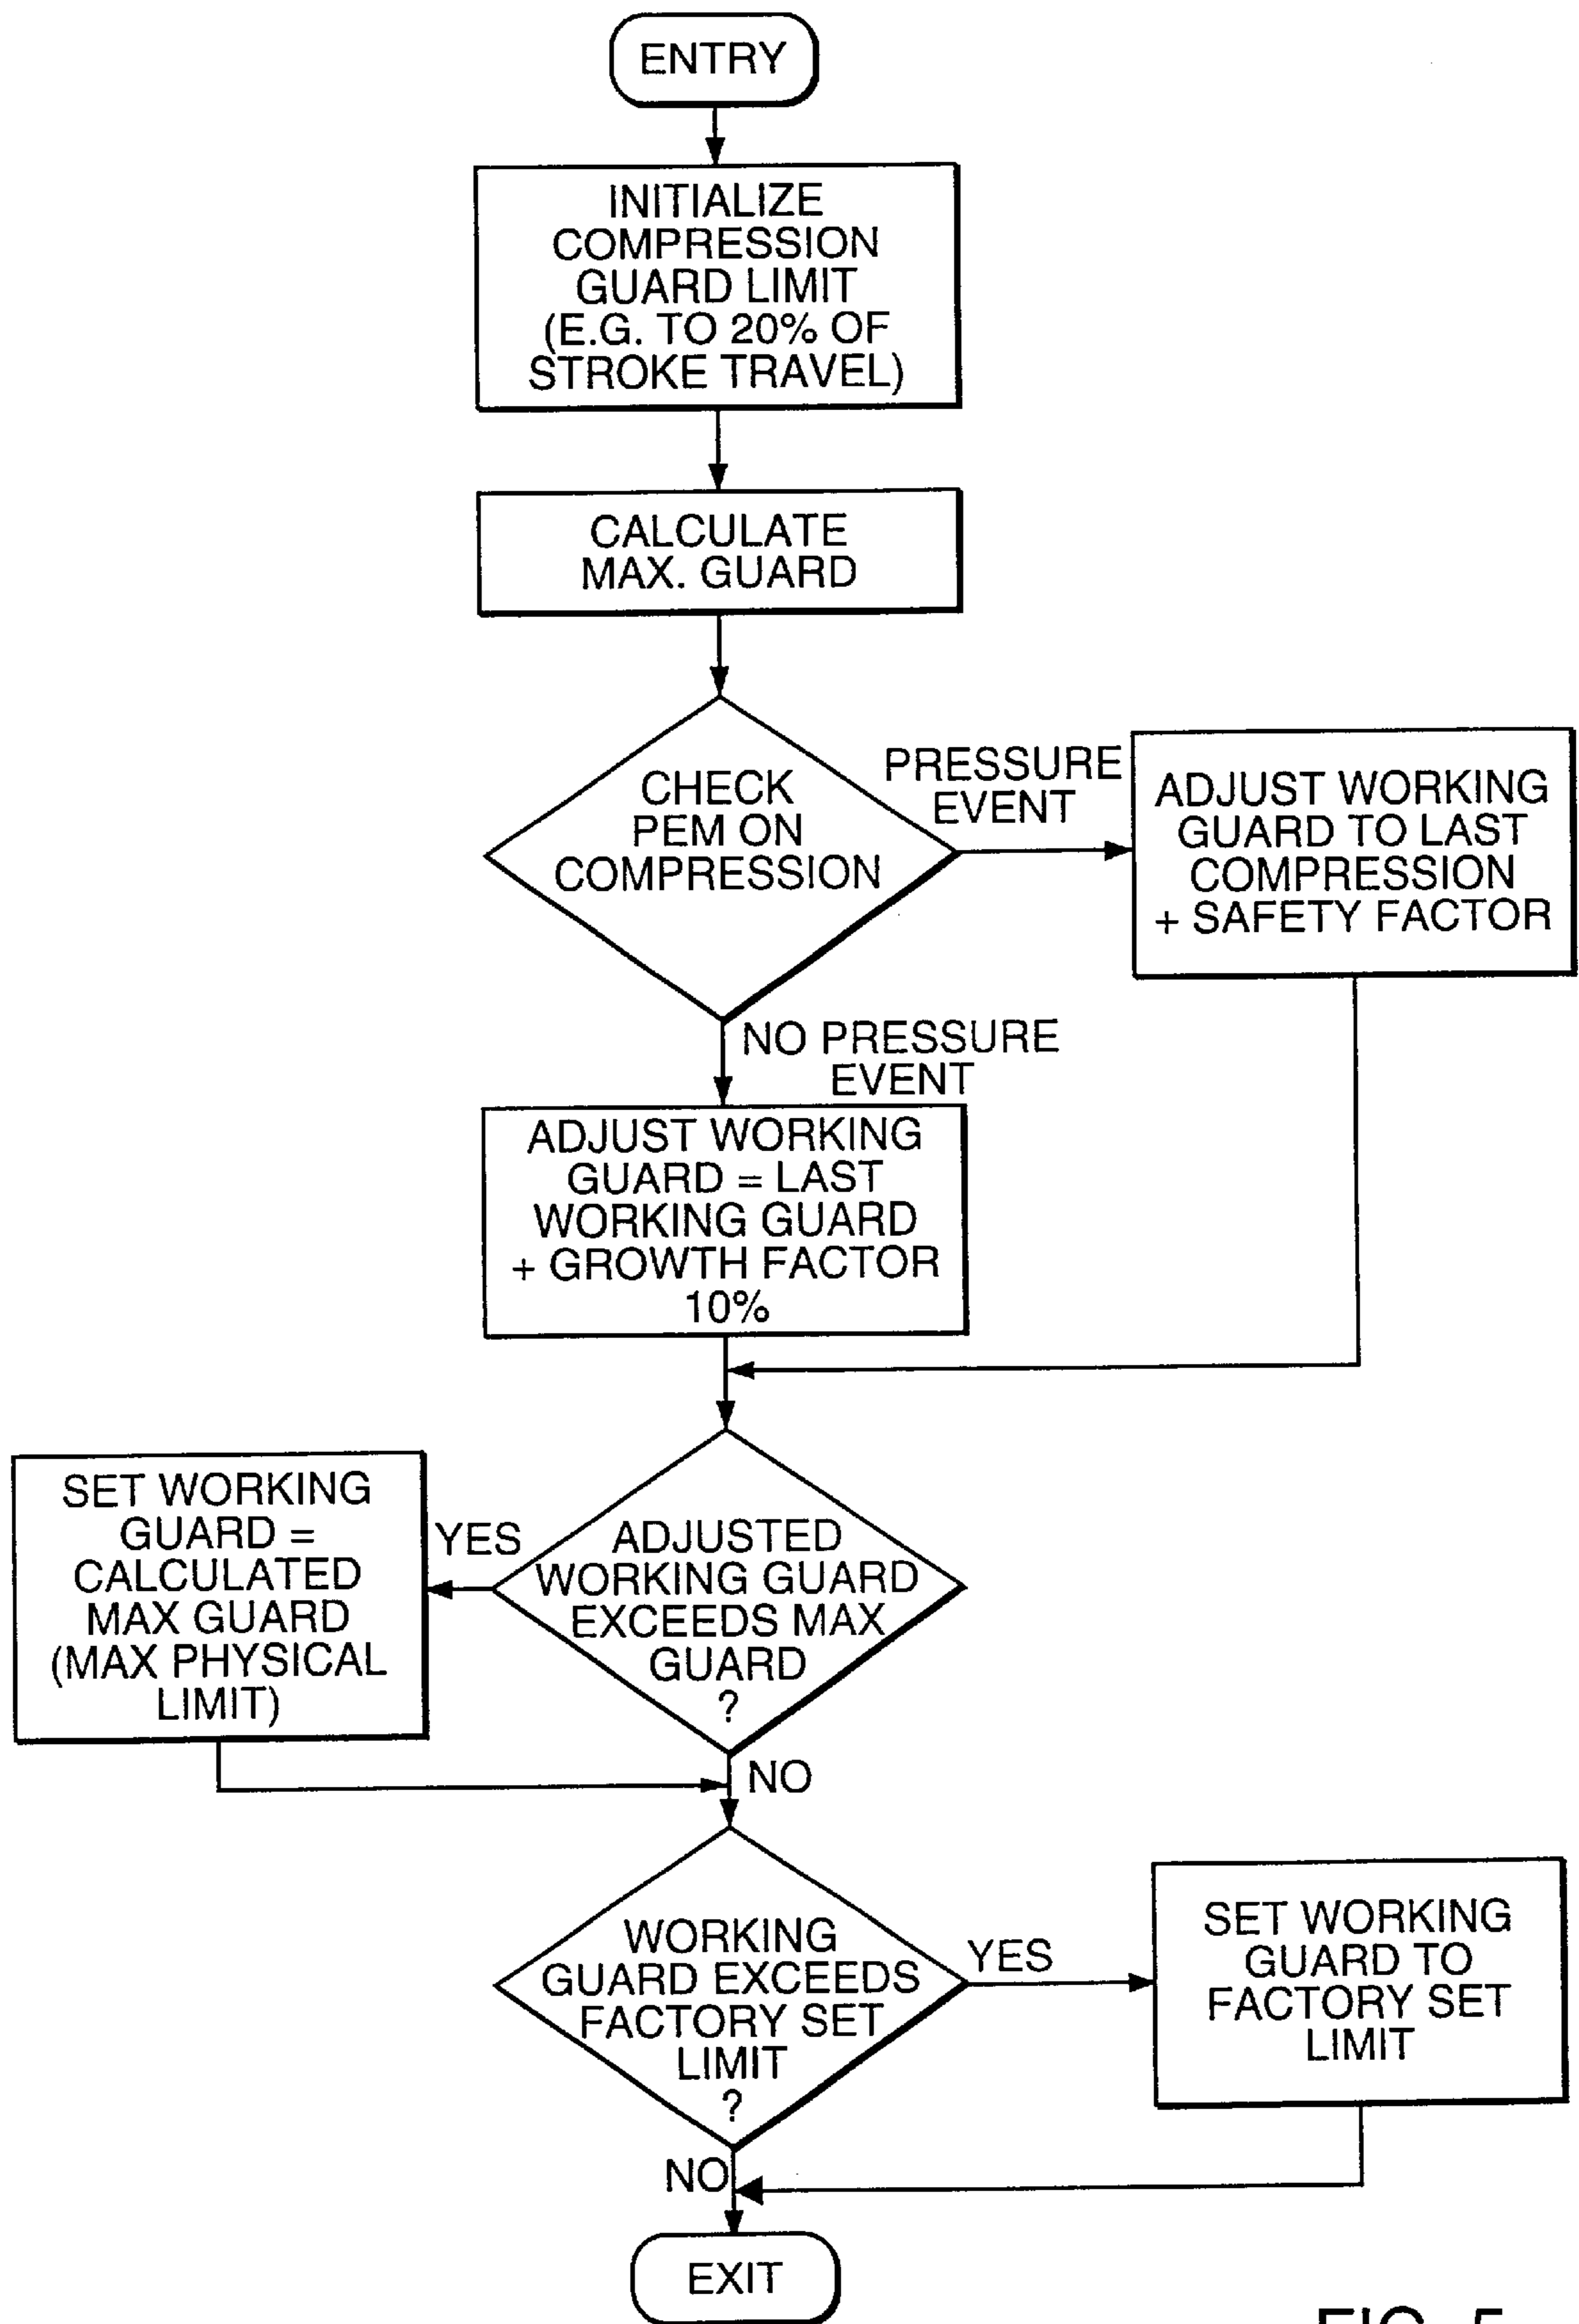 ENTRY
INITIALIZE
COMPRESSION
GUARD LIMIT
(E.G. TO 20% OF
STROKE TRAVEL)
CALCULATE
MAX. GUARD
CHECK
PEM ON
COMPRESSION
PRESSURE
EVENT
ADJUST WORKING
GUARD TO LAST
COMPRESSION
+ SAFETY FACTOR
NO PRESSURE
EVENT
ADJUST WORKING
GUARD = LAST
WORKING GUARD
+ GROWTH FACTOR
10%
ADJUSTED
WORKING GUARD
EXCEEDS MAX
GUARD
?
YES
SET WORKING
GUARD =
CALCULATED
MAX GUARD
(MAX PHYSICAL
LIMIT)
NO
WORKING
GUARD EXCEEDS
FACTORY SET
LIMIT
?
YES
SET WORKING
GUARD TO
FACTORY SET
LIMIT
NO
EXIT